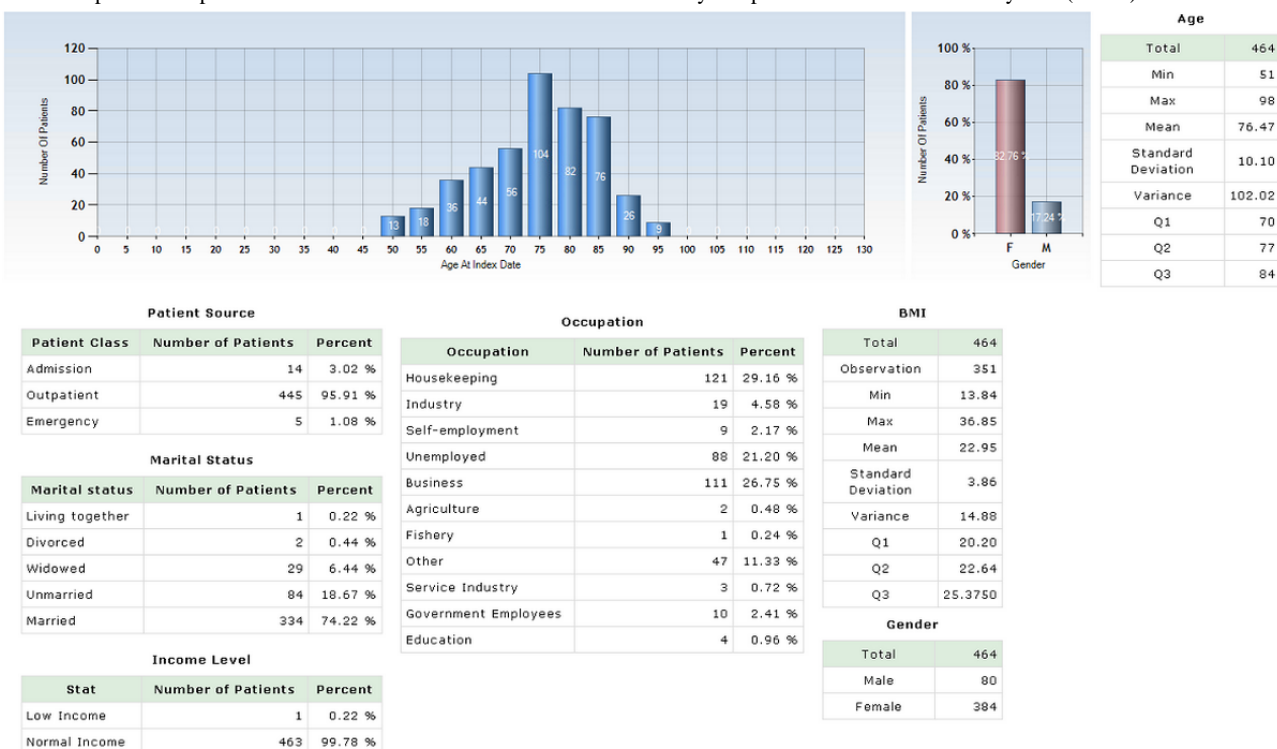 120
100
80
60
40
20
0
Number Of Patients
13 18 36 44 56 104 82 76 26 9
0 5 10 15 20 25 30 35 40 45 50 55 60 65 70 75 80 85 90 95 100 105 110 115 120 125 130
Age At Index Date
100 %
80 %
60 %
40 %
20 %
0 %
Number Of Patients
82.76 %
17.24 %
F M
Gender
Age
Total 464
Min 51
Max 98
Mean 76.47
Standard
Deviation 10.10
Variance 102.02
Q1 70
Q2 77
Q3 84
Patient Source
Patient Class Number of Patients Percent
Admission 14 3.02 %
Outpatient 445 95.91 %
Emergency 5 1.08 %
Marital Status
Marital status Number of Patients Percent
Living together 1 0.22 %
Divorced 2 0.44 %
Widowed 29 6.44 %
Unmarried 84 18.67 %
Married 334 74.22 %
Income Level
Stat Number of Patients Percent
Low Income 1 0.22 %
Normal Income 463 99.78 %
Occupation
Occupation Number of Patients Percent
Housekeeping 121 29.16 %
Industry 19 4.58 %
Self-employment 9 2.17 %
Unemployed 88 21.20 %
Business 111 26.75 %
Agriculture 2 0.48 %
Fishery 1 0.24 %
Other 47 11.33 %
Service Industry 3 0.72 %
Government Employees 10 2.41 %
Education 4 0.96 %
BMI
Total 464
Observation 351
Min 13.84
Max 36.85
Mean 22.95
Standard
Deviation 3.86
Variance 14.88
Q1 20.20
Q2 22.64
Q3 25.3750
Gender
Total 464
Male 80
Female 384